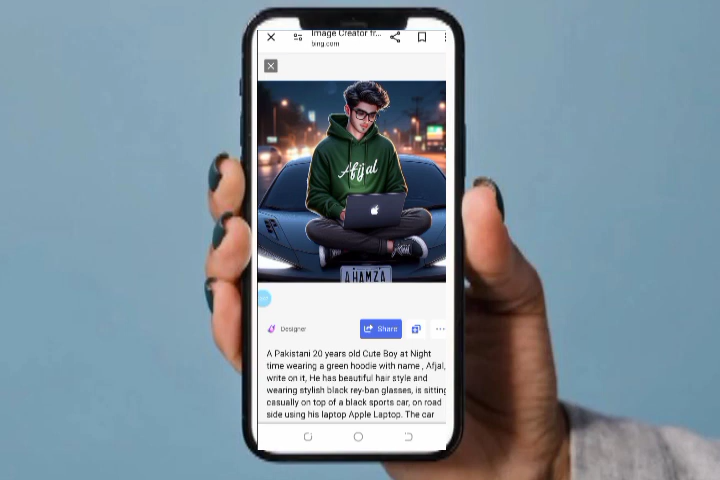 Image Creator fr...
bing.com
Afjal
AHAMZA
Designer
Share
A Pakistani 20 years old Cute Boy at Night
time wearing a green hoodie with name , Afjal,
write on it, He has beautiful hair style and
wearing stylish black rey-ban glasses, is sitting
casually on top of a black sports car, on road
side using his laptop Apple Laptop. The car